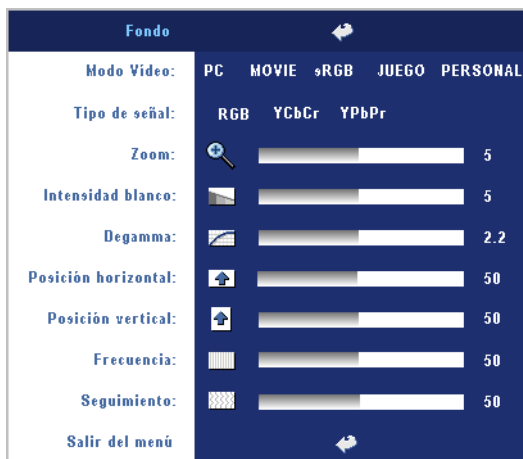 Fondo
Modo Vídeo: PC MOVIE sRGB JUEGO PERSONAL
Tipo de señal: RGB YCbCr YPbPr
Zoom: 5
Intensidad blanco: 5
Degamma: 2.2
Posición horizontal: 50
Posición vertical: 50
Frecuencia: 50
Seguimiento: 50
Salir del menú